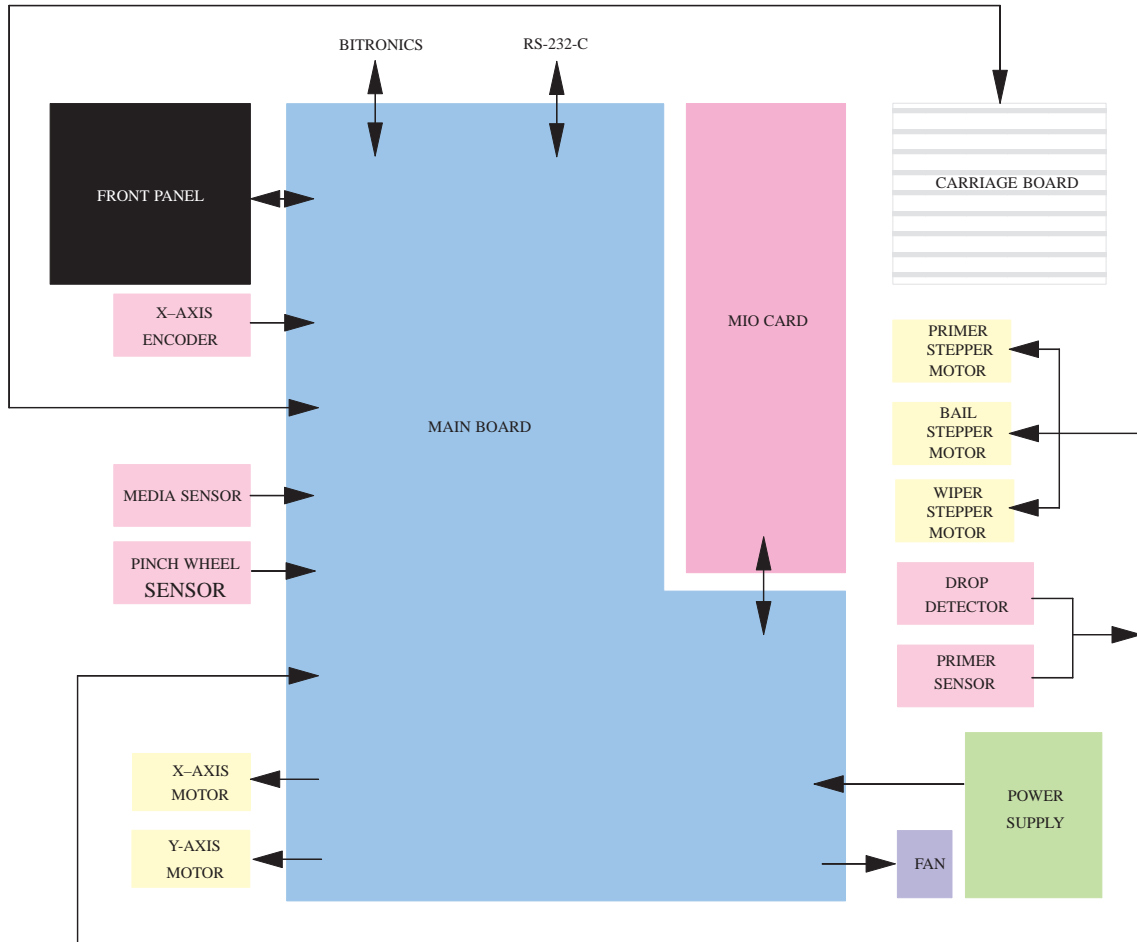 BITRONICS
RS-232-C
FRONT PANEL
CARRIAGE BOARD
X–AXIS
ENCODER
MIO CARD
PRIMER
STEPPER
MOTOR
MAIN BOARD
BAIL
STEPPER
MOTOR
MEDIA SENSOR
WIPER
STEPPER
MOTOR
PINCH WHEEL
SENSOR
DROP
DETECTOR
PRIMER
SENSOR
X–AXIS
MOTOR
POWER
SUPPLY
Y-AXIS
MOTOR
FAN